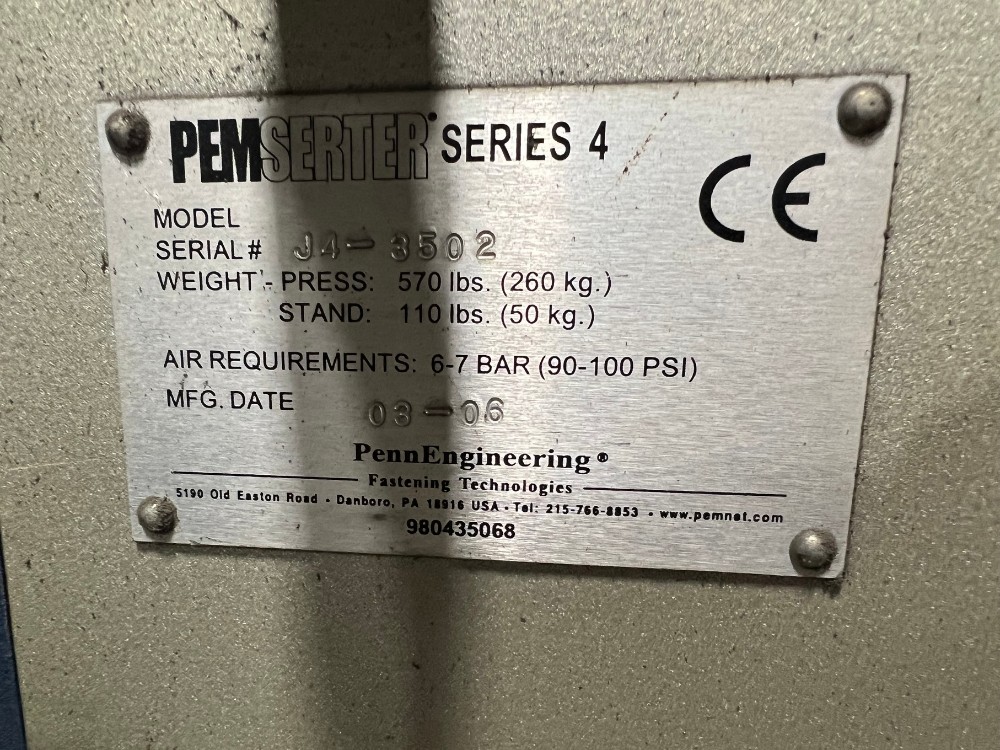 PEMSERTER® SERIES 4
CE
MODEL
SERIAL # J4-3502
WEIGHT - PRESS: 570 lbs. (260 kg.)
STAND: 110 lbs. (50 kg.)
AIR REQUIREMENTS: 6-7 BAR (90-100 PSI)
MFG. DATE 03-06
PennEngineering®
Fastening Technologies
5190 Old Easton Road - Danboro, PA 18916 USA - Tel: 215-766-8853 - www.pemnet.com
980435068